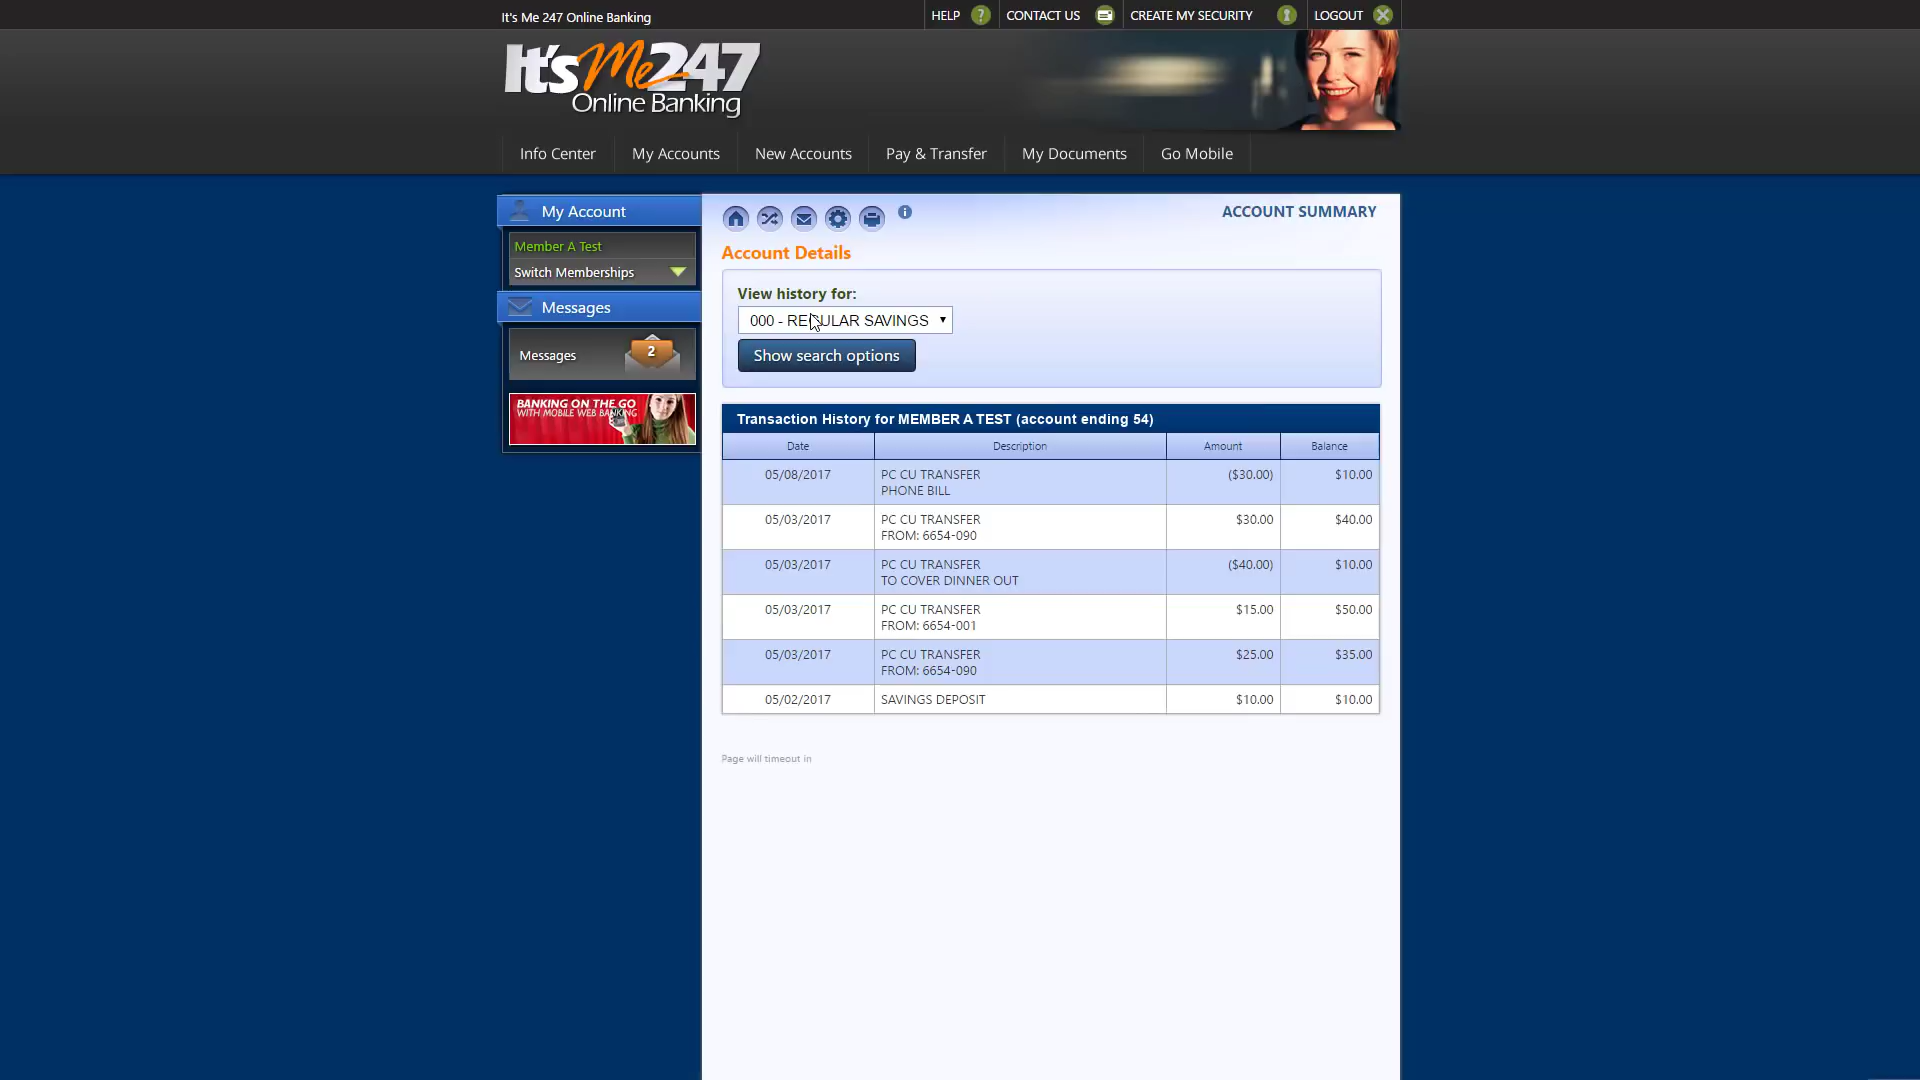 It's Me 247 Online Banking
HELP
CONTACT US
CREATE MY SECURITY
LOGOUT
It's Me 247
Online Banking
Info Center
My Accounts
New Accounts
Pay & Transfer
My Documents
Go Mobile
My Account
Member A Test
Switch Memberships
Messages
Messages
2
BANKING ON THE GO
WITH MOBILE WEB BANKING
ACCOUNT SUMMARY
Account Details
View history for:
000 - REGULAR SAVINGS
Show search options
Transaction History for MEMBER A TEST (account ending 54)
Date Description Amount Balance
05/08/2017 PC CU TRANSFER ($30.00) $10.00
PHONE BILL
05/03/2017 PC CU TRANSFER $30.00 $40.00
FROM: 6654-090
05/03/2017 PC CU TRANSFER ($40.00) $10.00
TO COVER DINNER OUT
05/03/2017 PC CU TRANSFER $15.00 $50.00
FROM: 6654-001
05/03/2017 PC CU TRANSFER $25.00 $35.00
FROM: 6654-090
05/02/2017 SAVINGS DEPOSIT $10.00 $10.00
Page will timeout in